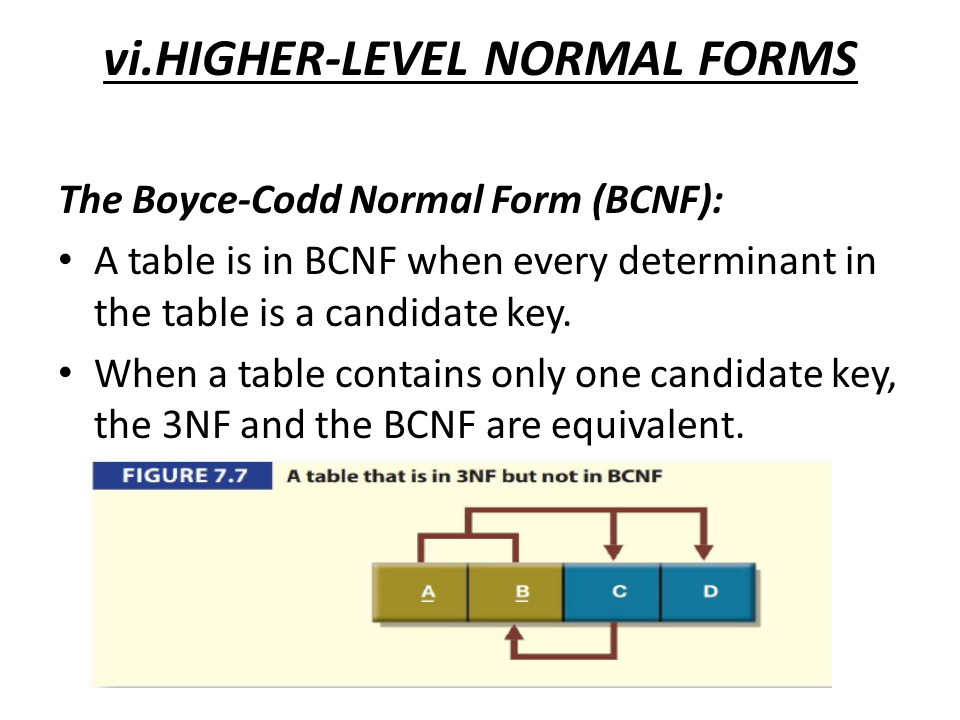 vi.HIGHER-LEVEL NORMAL FORMS
The Boyce-Codd Normal Form (BCNF):
• A table is in BCNF when every determinant in
the table is a candidate key.
• When a table contains only one candidate key,
the 3NF and the BCNF are equivalent.
FIGURE 7.7 A table that is in 3NF but not in BCNF
A B C D